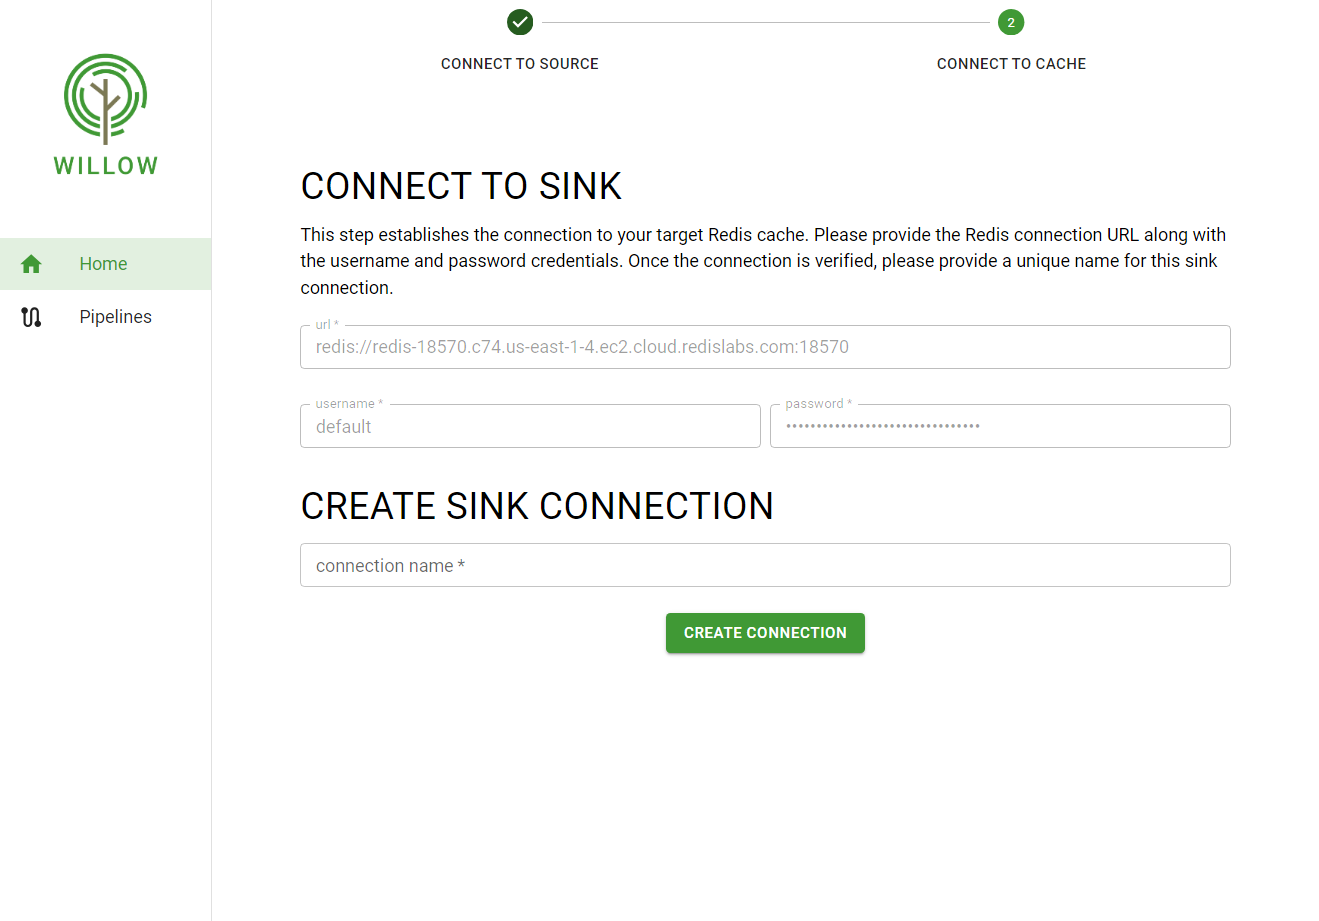 2
CONNECT TO SOURCE
CONNECT TO CACHE
WILLOW
Home
Pipelines
CONNECT TO SINK
This step establishes the connection to your target Redis cache. Please provide the Redis connection URL along with
the username and password credentials. Once the connection is verified, please provide a unique name for this sink
connection.
url *
redis://redis-18570.c74.us-east-1-4.ec2.cloud.redislabs.com:18570
username *
default
password *
••••••••••••••••••••••••••••••••
CREATE SINK CONNECTION
connection name *
CREATE CONNECTION